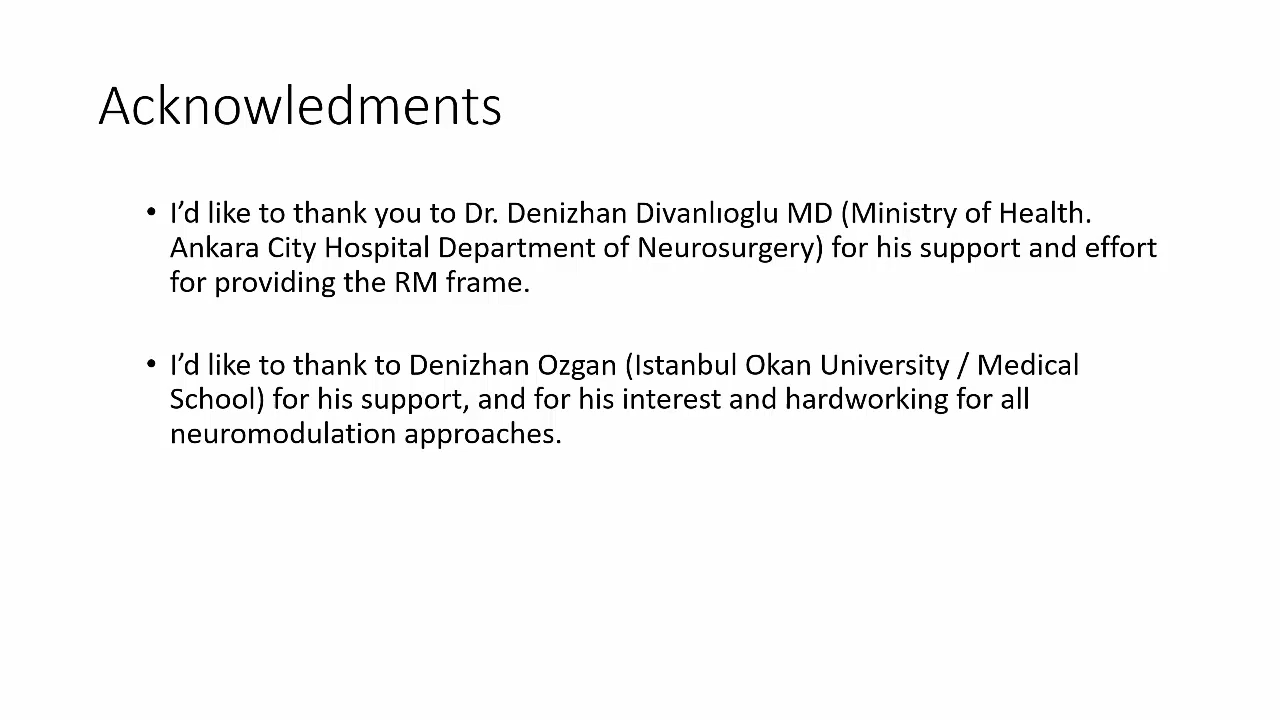 Acknowledments
• I’d like to thank you to Dr. Denizhan Divanlıoglu MD (Ministry of Health.
Ankara City Hospital Department of Neurosurgery) for his support and effort
for providing the RM frame.
• I’d like to thank to Denizhan Ozgan (Istanbul Okan University / Medical
School) for his support, and for his interest and hardworking for all
neuromodulation approaches.